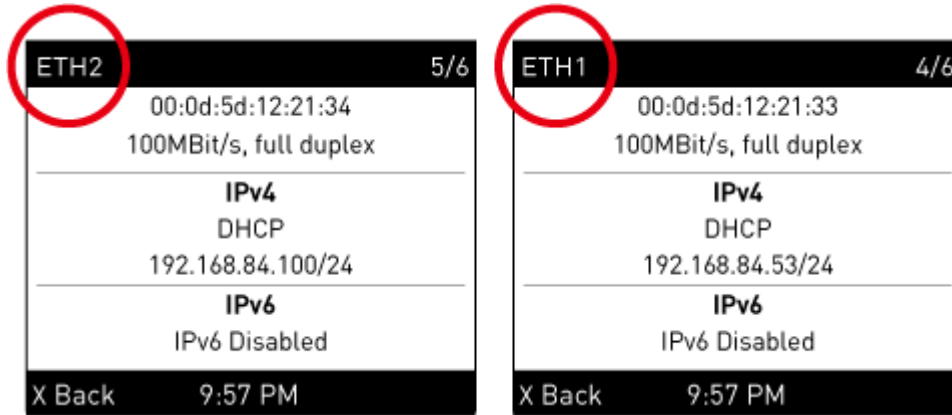 ETH2 5/6
00:0d:5d:12:21:34
100MBit/s, full duplex
IPv4
DHCP
192.168.84.100/24
IPv6
IPv6 Disabled
X Back 9:57 PM
ETH1 4/6
00:0d:5d:12:21:33
100MBit/s, full duplex
IPv4
DHCP
192.168.84.53/24
IPv6
IPv6 Disabled
X Back 9:57 PM